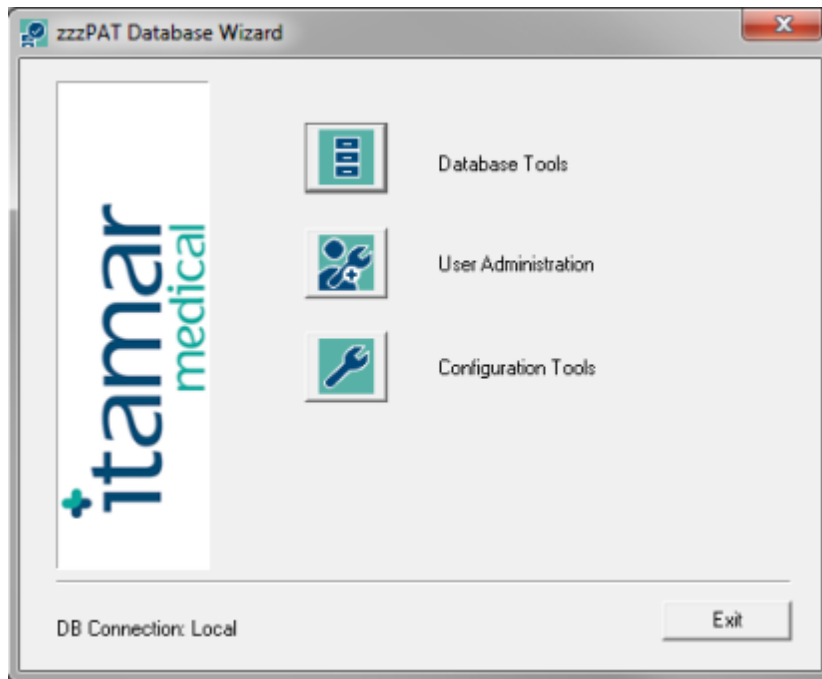 zzzPAT Database Wizard
itamar
medical
Database Tools
User Administration
Configuration Tools
DB Connection: Local
Exit